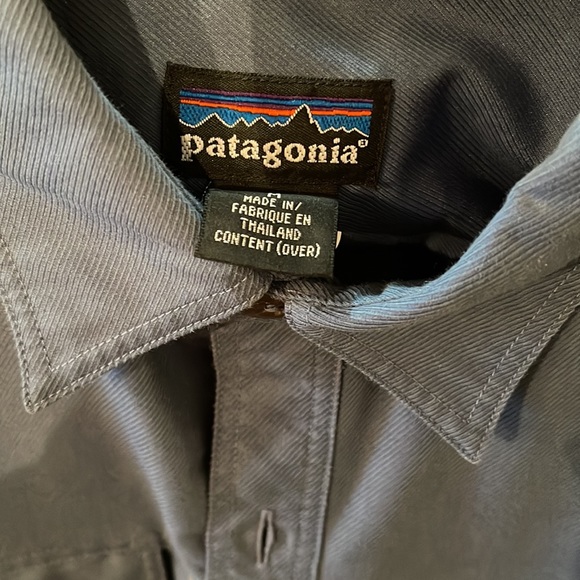 patagonia®
MADE IN/
FABRIQUE EN
THAILAND
CONTENT (OVER)